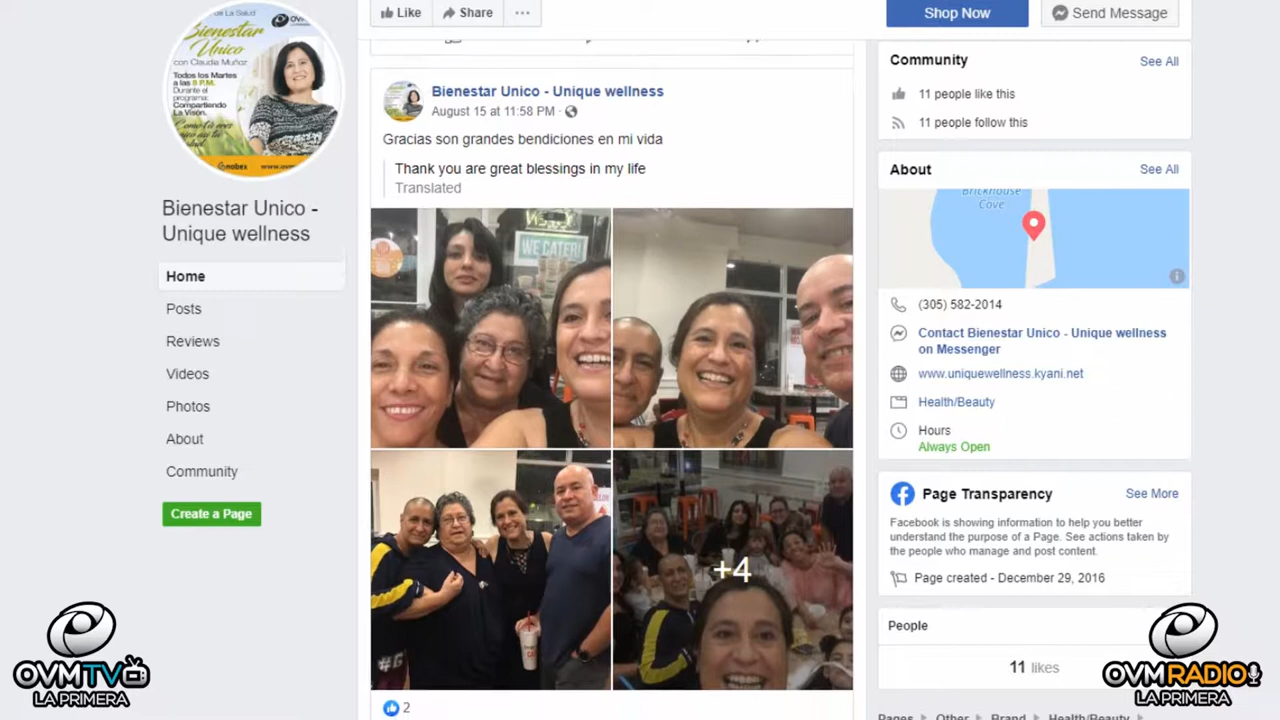 de La Salud
OVM
Bienestar
Unico
con Claudia Muñoz
Todos los Martes
a las 8 P.M.
Durante el
programa:
Compartiendo
La Visón.
nobex
Bienestar Unico -
Unique wellness
Home
Posts
Reviews
Videos
Photos
About
Community
Create a Page
Like
Share
...
Shop Now
Send Message
Bienestar Unico - Unique wellness
August 15 at 11:58 PM ·
Gracias son grandes bendiciones en mi vida
Thank you are great blessings in my life
Translated
WE CATER!
+4
2
Community
See All
11 people like this
11 people follow this
About
See All
Brickhouse
Cove
(305) 582-2014
Contact Bienestar Unico - Unique wellness
on Messenger
www.uniquewellness.kyani.net
Health/Beauty
Hours
Always Open
Page Transparency
See More
Facebook is showing information to help you better
understand the purpose of a Page. See actions taken by
the people who manage and post content.
Page created - December 29, 2016
People
11 likes
Pages
Other
Brand
Health/Beauty
OVMTV
LA PRIMERA
OVMRADIO
LA PRIMERA